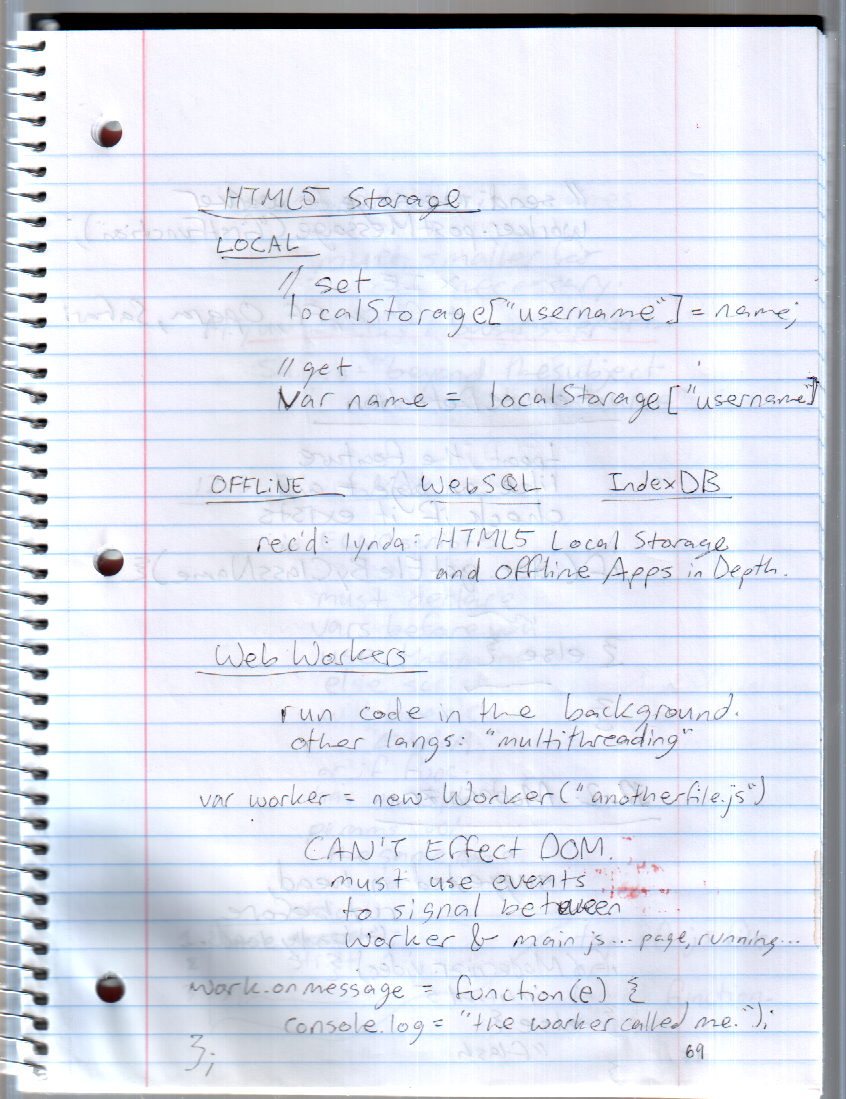 HTML5 Storage
LOCAL
// set
localStorage["username"] = name;
//get
Var name = localStorage["username"]
OFFLINE WebSQL IndexDB
rec'd: lynda: HTML5 Local Storage
and Offline Apps in Depth.
Web Workers
run code in the background.
other langs: "multithreading"
var worker = new Worker("anotherfile.js")
CAN'T Effect DOM.
must use events
to signal between
worker & main js... page, running...
work.onmessage = function(e) {
console.log = "the worker called me.");
};
69